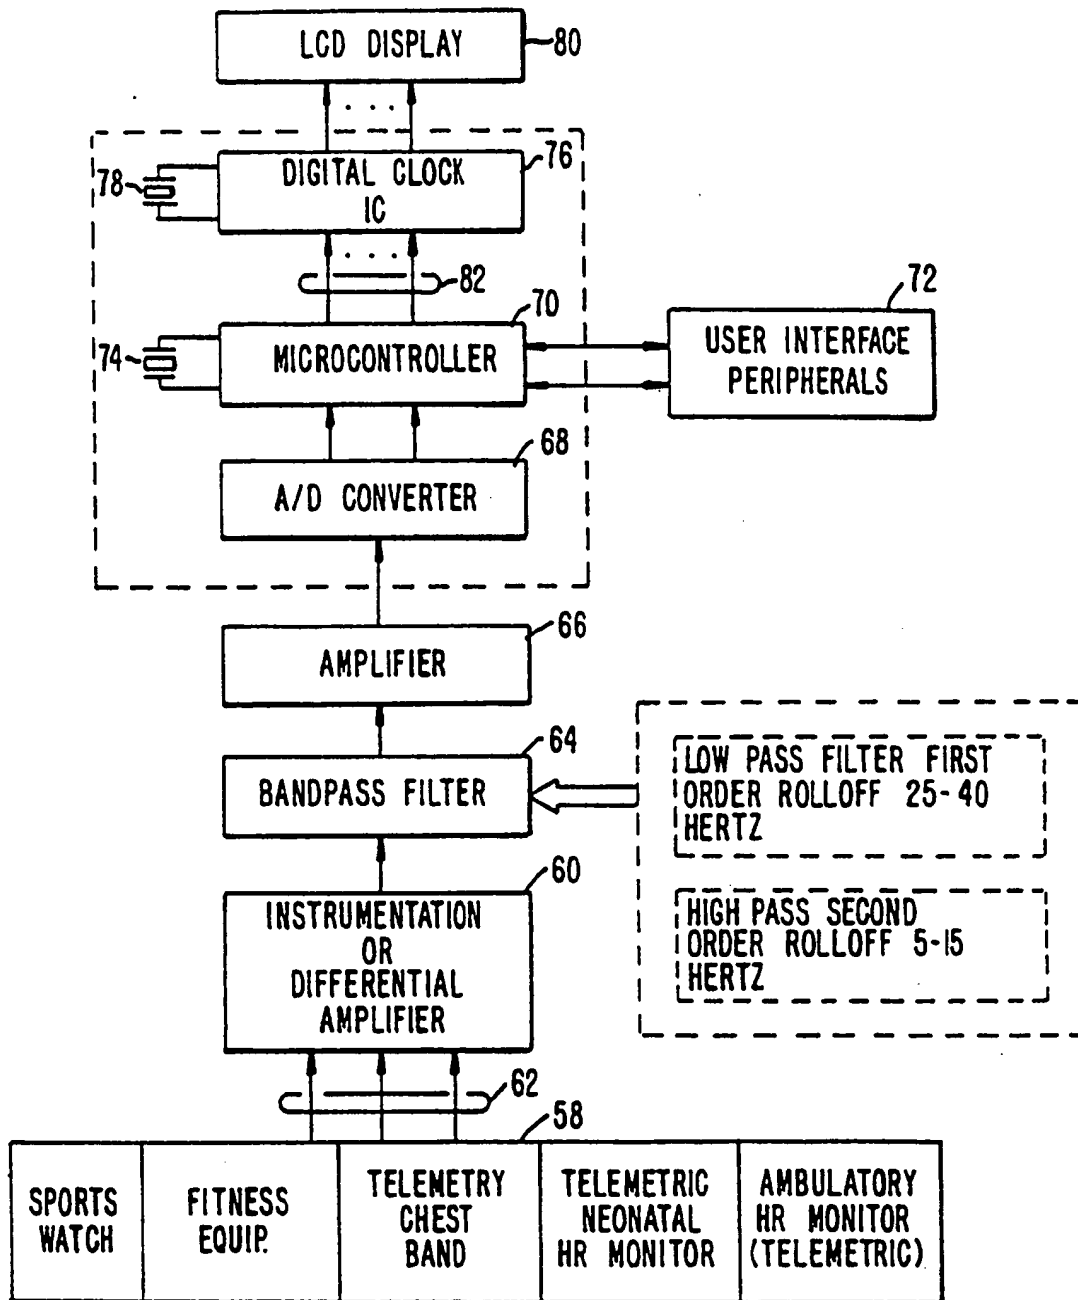 LCD DISPLAY
80
. . .
DIGITAL CLOCK
IC
76
78
. . .
82
70
MICROCONTROLLER
74
72
USER INTERFACE
PERIPHERALS
68
A/D CONVERTER
66
AMPLIFIER
64
BANDPASS FILTER
LOW PASS FILTER FIRST
ORDER ROLLOFF 25-40
HERTZ
60
INSTRUMENTATION
OR
DIFFERENTIAL
AMPLIFIER
HIGH PASS SECOND
ORDER ROLLOFF 5-15
HERTZ
62
58
SPORTS
WATCH
FITNESS
EQUIP.
TELEMETRY
CHEST
BAND
TELEMETRIC
NEONATAL
HR MONITOR
AMBULATORY
HR MONITOR
(TELEMETRIC)